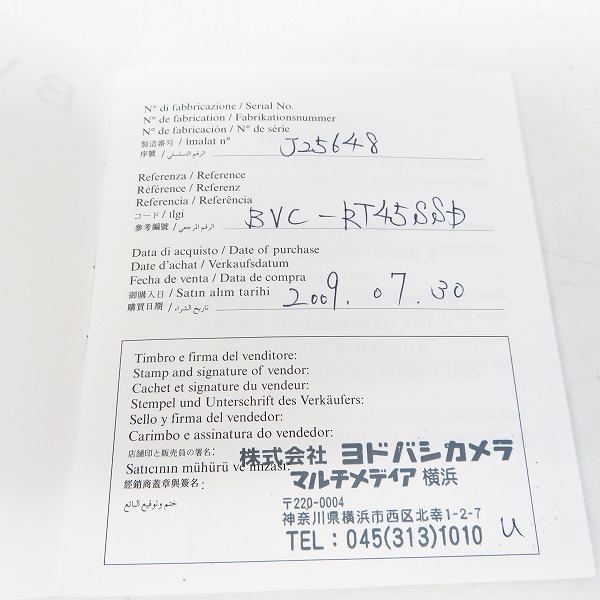 N° di fabbricazione / Serial No.
N° de fabrication / Fabrikationsnummer
N° de fabricación / N° de série
製造番号 / İmalat n°
序號 / الرقم التسلسلي J25648
Referenza / Reference
Référence / Referenz
Referencia / Referência
コード / ilgi
參考編號 / الرقم المرجعي BVC-RT45SSD
Data di acquisto / Date of purchase
Date d'achat / Verkaufsdatum
Fecha de venta / Data de compra
御購入日 / Satın alım tarihi
購買日期 / تاريخ الشراء 2009. 07. 30
Timbro e firma del venditore:
Stamp and signature of vendor:
Cachet et signature du vendeur:
Stempel und Unterschrift des Verkäufers:
Sello y firma del vendedor:
Carimbo e assinatura do vendedor:
店舗印と販売員の署名:
Satıcının mühürü ve imzası:
經銷商蓋章與簽名:
ختم وتوقيع البائع
株式会社 ヨドバシカメラ
マルチメディア 横浜
〒220-0004
神奈川県横浜市西区北幸1-2-7
TEL:045(313)1010